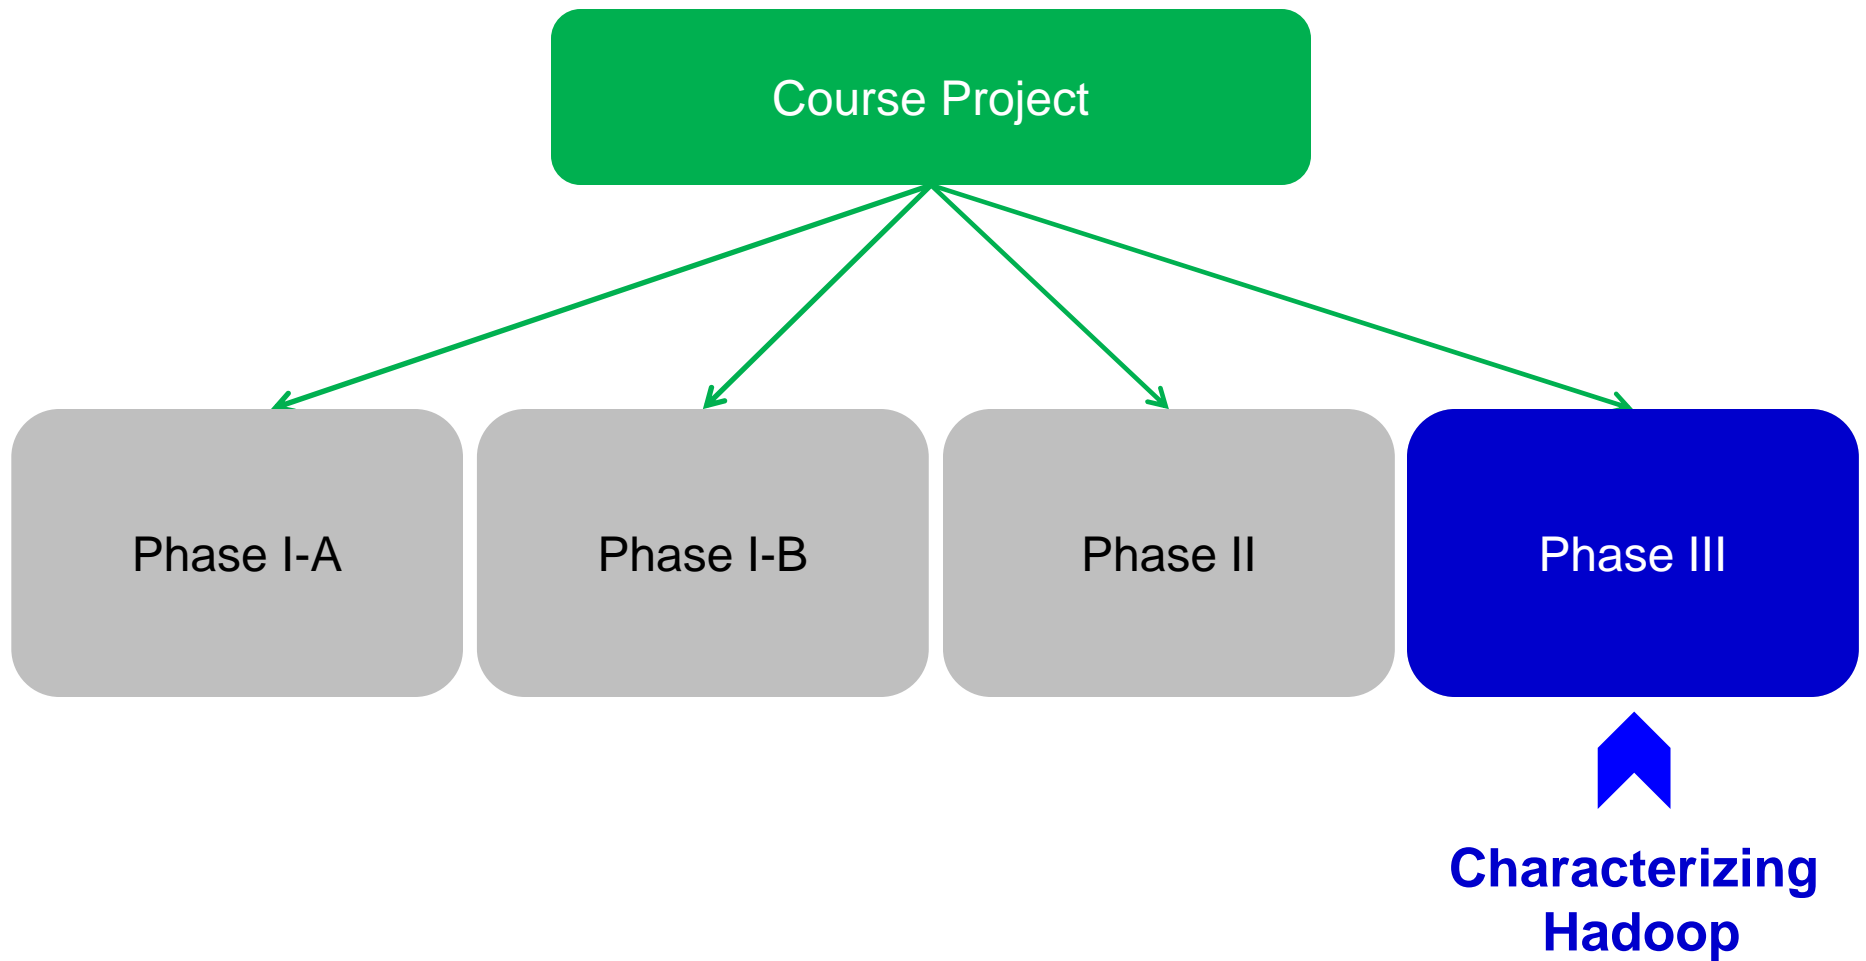 Course Project
Phase I-A
Phase I-B
Phase II
Phase III
Characterizing
Hadoop